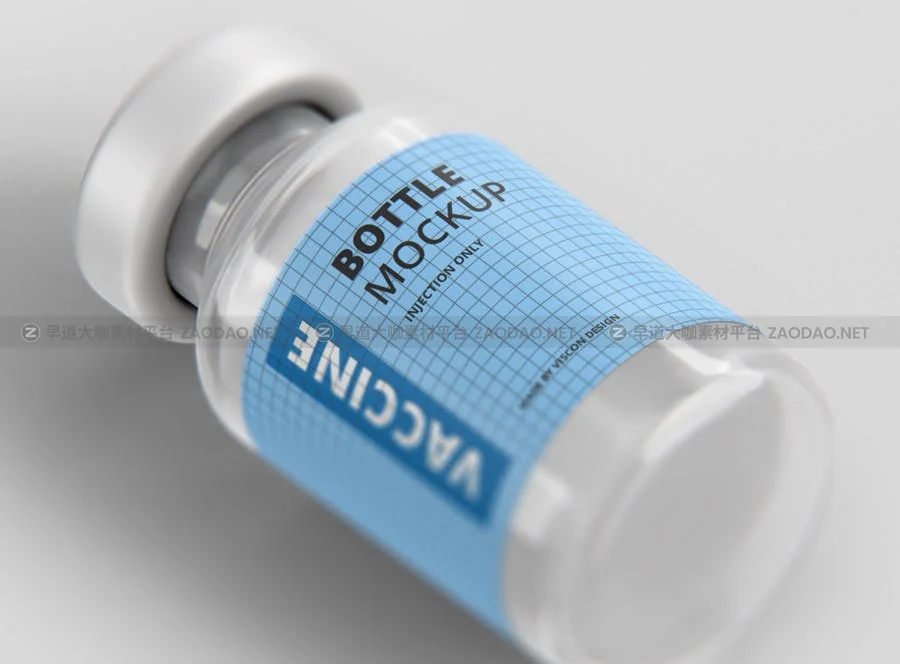 BOTTLE
MOCKUP
INJECTION ONLY
VACCINE
MADE BY VISCON DESIGN
Z 早道大咖素材平台 ZAODAO.NET Z 早道大咖素材平台 ZAODAO.NET Z 早道大咖素材平台 ZAODAO.NET